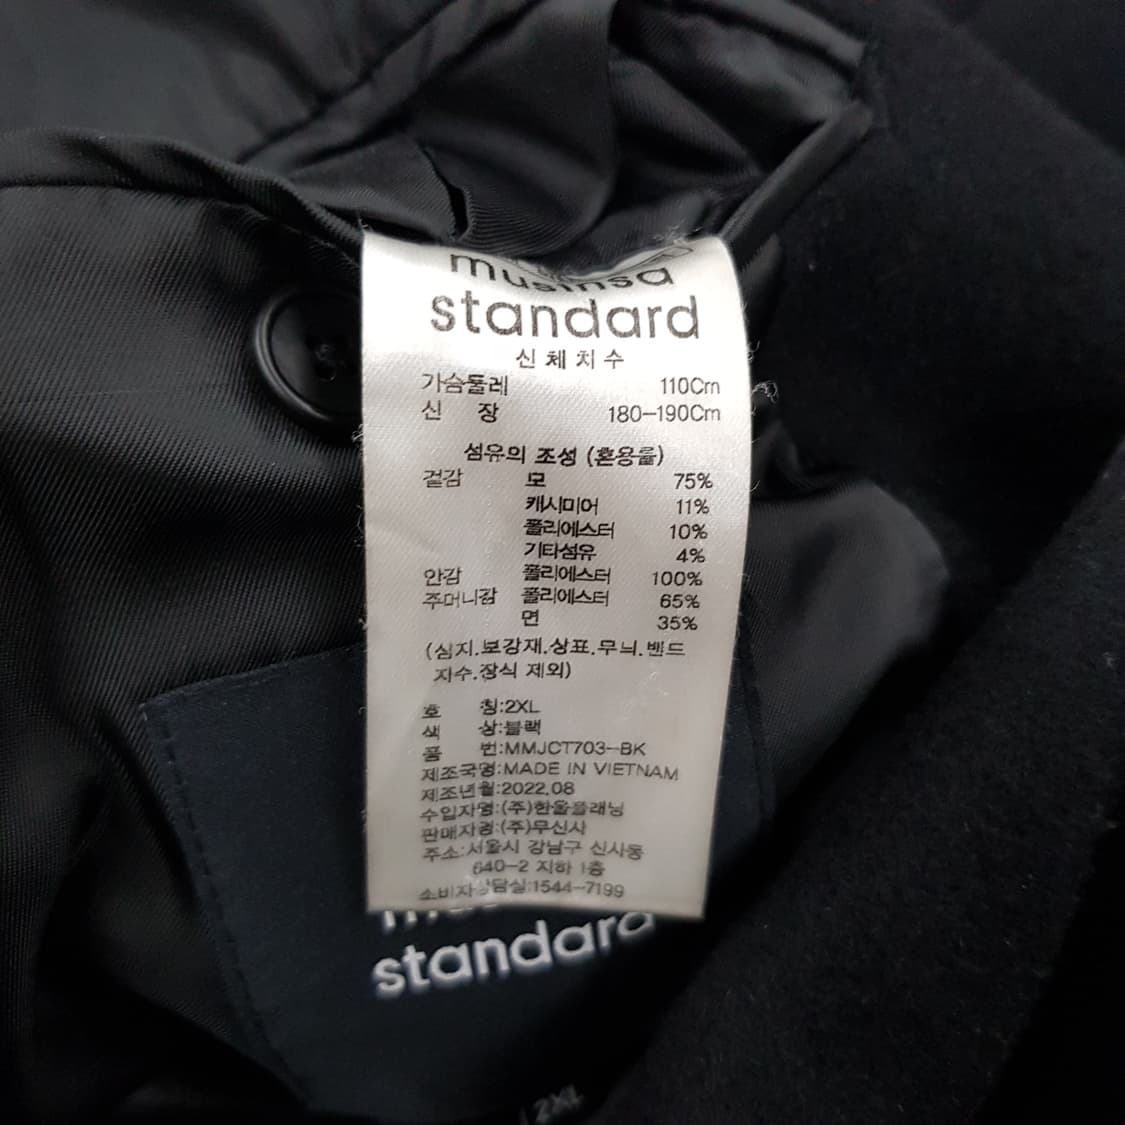 musinsa
standard
신체치수
가슴둘레 110Cm
신 장 180-190Cm
섬유의 조성 (혼용률)
겉감 모 75%
캐시미어 11%
폴리에스터 10%
기타섬유 4%
안감 폴리에스터 100%
주머니감 폴리에스터 65%
면 35%
(심지.보강재.상표.무늬.밴드
자수.장식 제외)
호 칭:2XL
색 상:블랙
품 번:MMJCT703-BK
제조국명:MADE IN VIETNAM
제조년월:2022.08
수입자명:(주)한울플래닝
판매자명:(주)무신사
주소:서울시 강남구 신사동
640-2 지하 1층
소비자상담실:1544-7199
standard
2XL